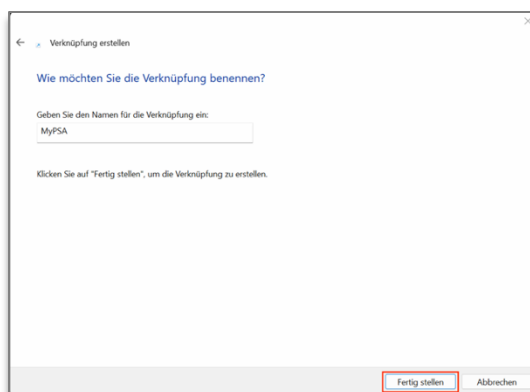 Verknüpfung erstellen
Wie möchten Sie die Verknüpfung benennen?
Geben Sie den Namen für die Verknüpfung ein:
MyPSA
Klicken Sie auf "Fertig stellen", um die Verknüpfung zu erstellen.
Fertig stellen
Abbrechen